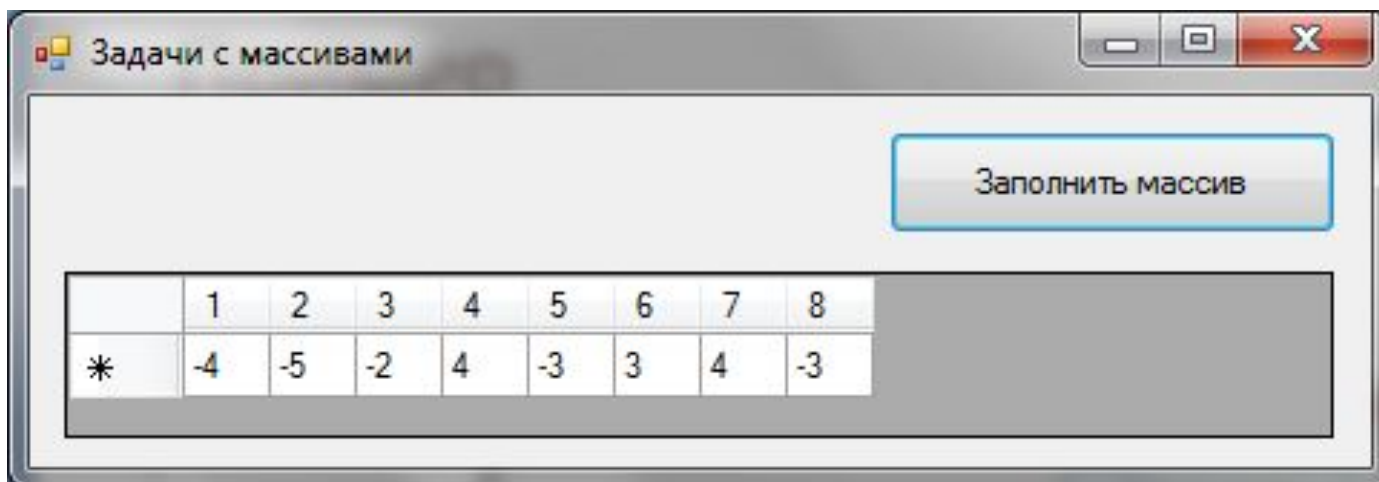 Задачи с массивами
Заполнить массив
1 2 3 4 5 6 7 8
* -4 -5 -2 4 -3 3 4 -3